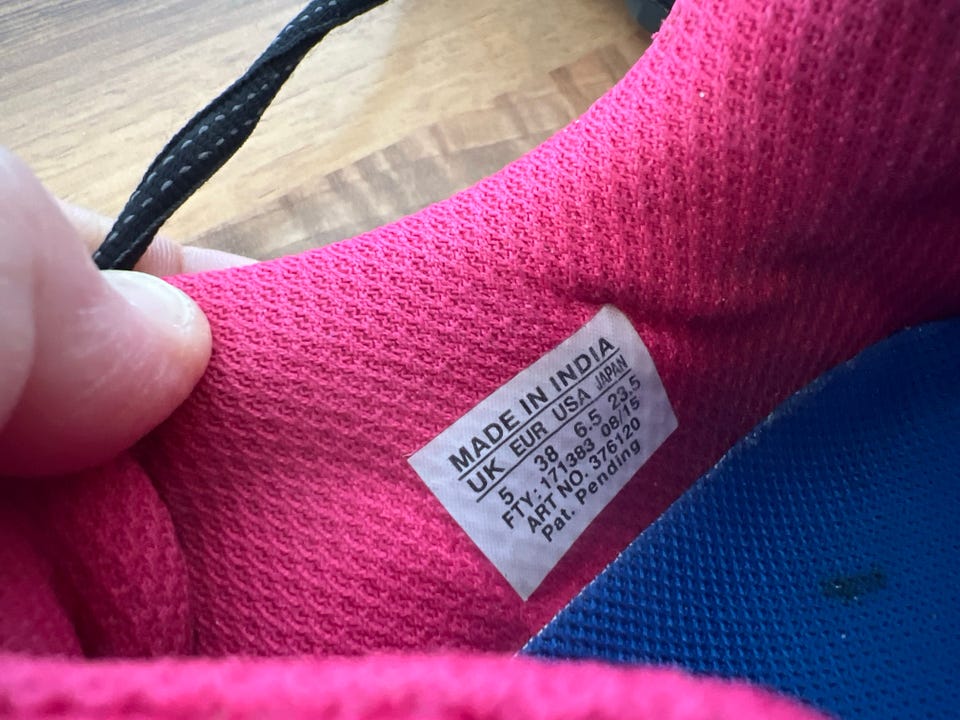 MADE IN INDIA
UK EUR USA JAPAN
5 38 6.5 23.5
FTY: 171383 08/15
ART NO. 376120
Pat. Pending